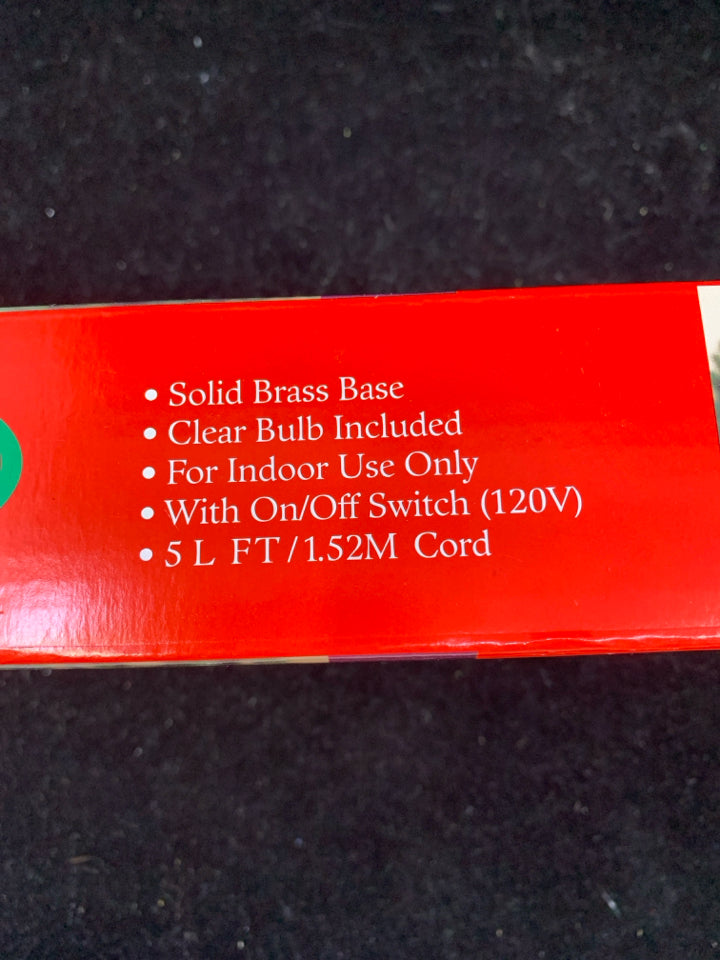 • Solid Brass Base
• Clear Bulb Included
• For Indoor Use Only
• With On/Off Switch (120V)
• 5 L FT/1.52M Cord